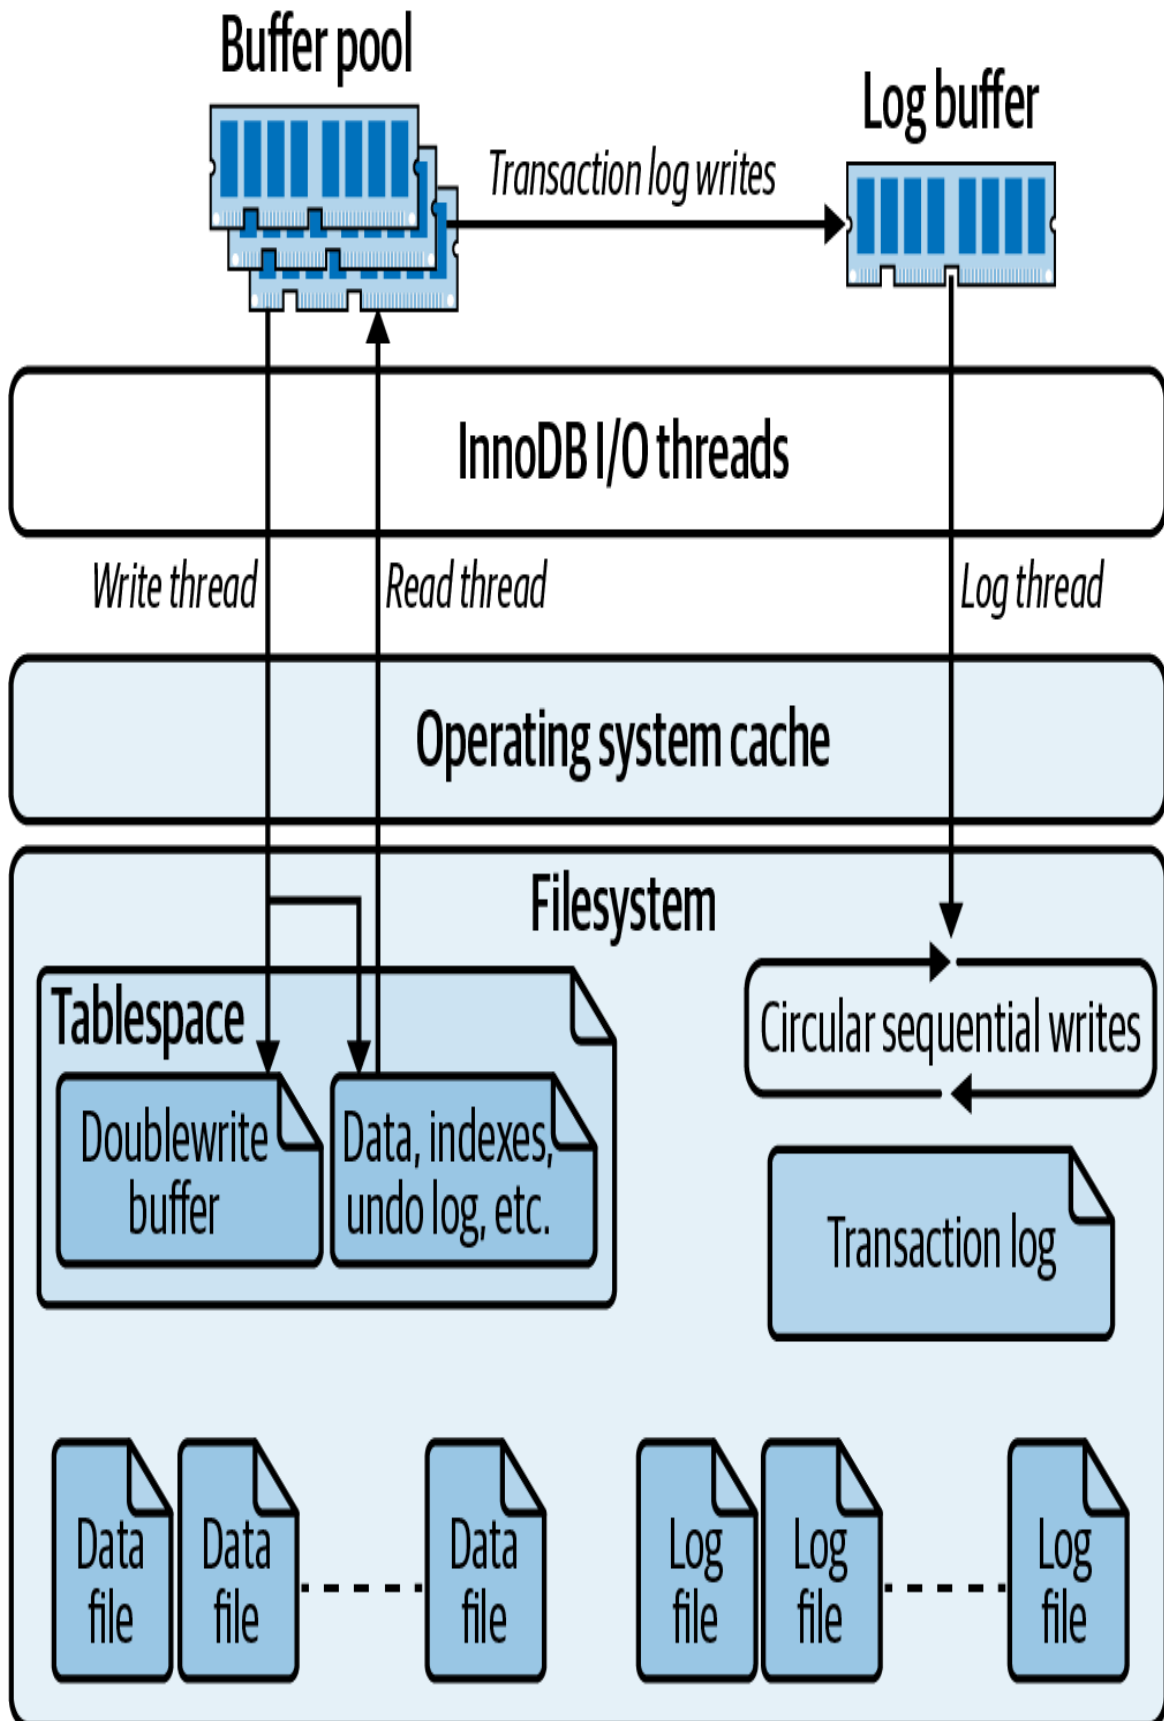 Buffer pool
Log buffer
Transaction log writes
InnoDB I/O threads
Write thread
Read thread
Log thread
Operating system cache
Filesystem
Tablespace
Circular sequential writes
Doublewrite
buffer
Data, indexes,
undo log, etc.
Transaction log
Data
file
Data
file
Data
file
Log
file
Log
file
Log
file